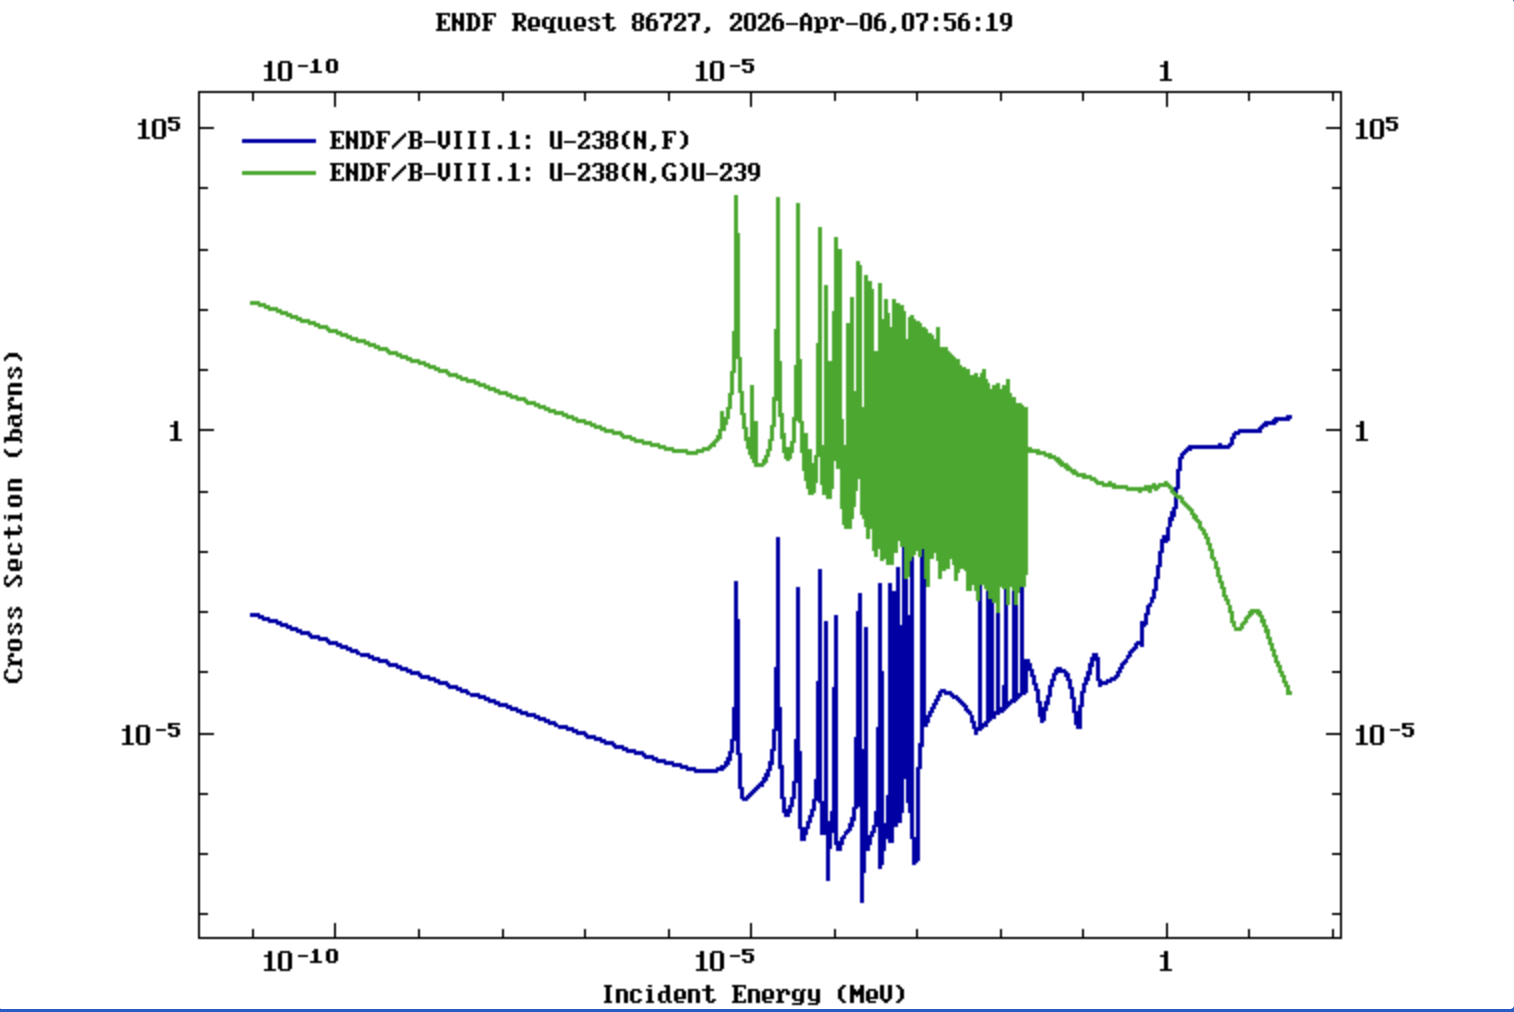 ENDF Request 86727, 2026-Apr-06,07:56:19
10-10 10-5 1
105 105
ENDF/B-VIII.1: U-238(N,F)
ENDF/B-VIII.1: U-238(N,G)U-239
Cross Section (barns)
1 1
10-5 10-5
10-10 10-5 1
Incident Energy (MeV)